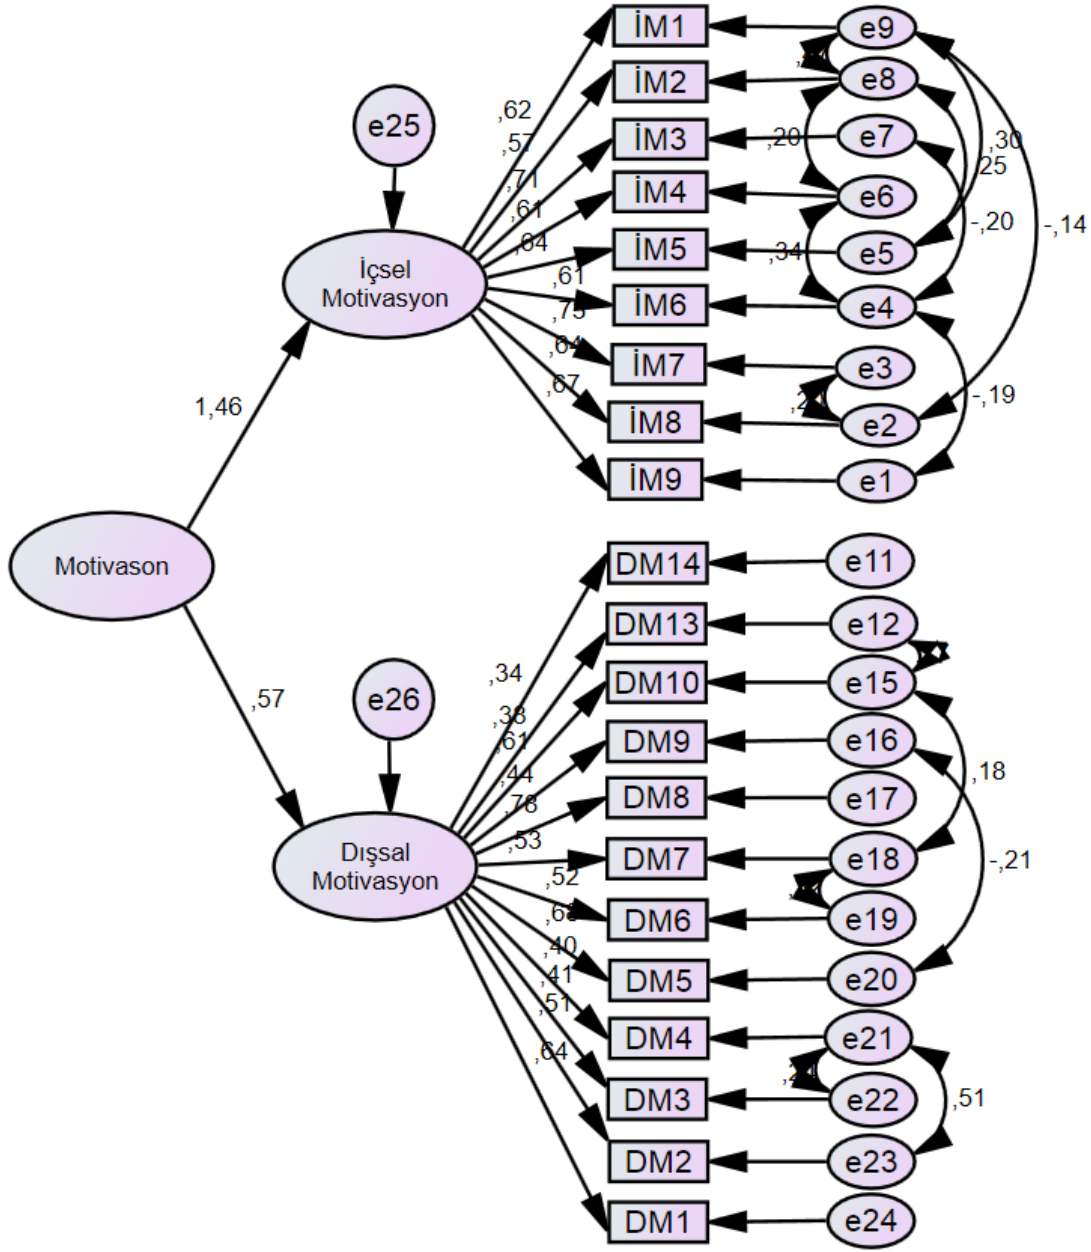 İM1
e9
İM2
e8
,62
e25
,57
İM3
e7
,20
,30
,25
,71
İM4
e6
,61
-,20
-,14
,64
İM5
e5
,34
İçsel
Motivasyon
,61
İM6
e4
,75
,64
İM7
e3
,67
-,19
1,46
İM8
e2
İM9
e1
Motivason
DM14
e11
DM13
e12
,34
DM10
e15
,57
e26
,38
,61
DM9
e16
,44
,18
,78
DM8
e17
,53
Dışsal
Motivasyon
DM7
e18
-,21
,52
DM6
e19
,68
,40
DM5
e20
,41
,51
DM4
e21
,64
DM3
e22
,51
DM2
e23
DM1
e24